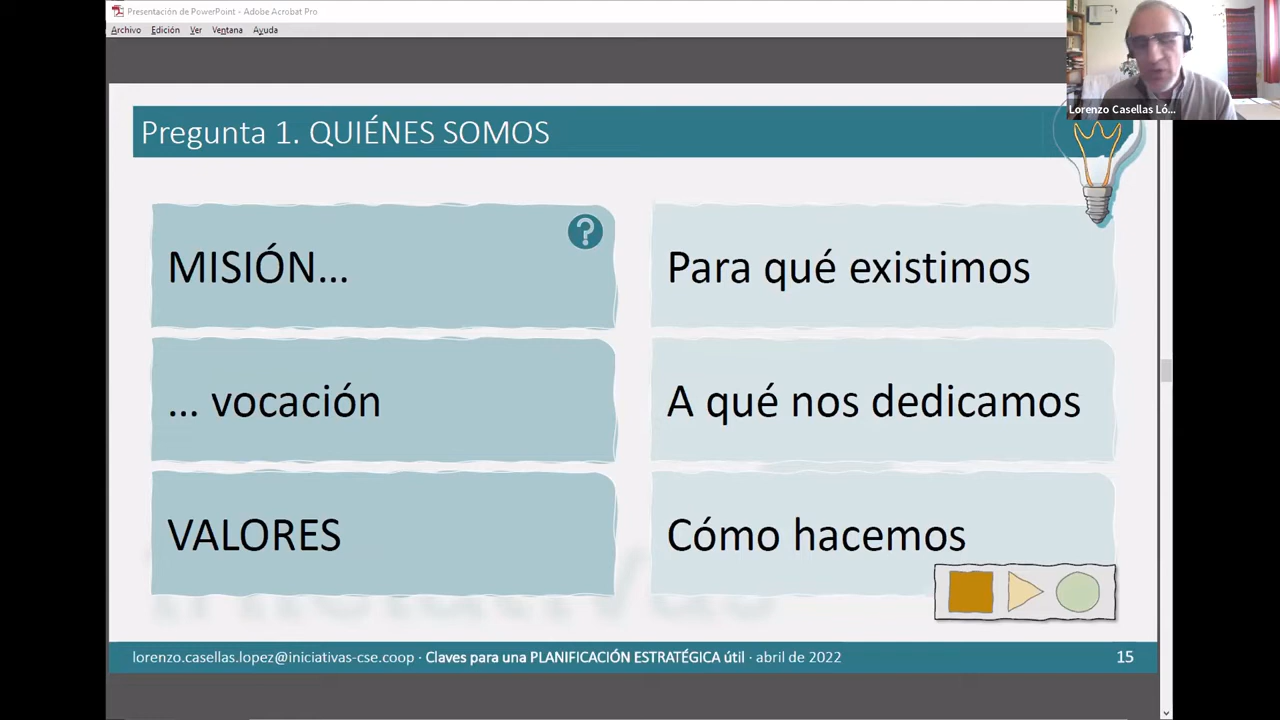 Presentación de PowerPoint - Adobe Acrobat Pro
Archivo Edición Ver Ventana Ayuda
Lorenzo Casellas Ló...
Pregunta 1. QUIÉNES SOMOS
MISIÓN...
?
Para qué existimos
... vocación
A qué nos dedicamos
VALORES
Cómo hacemos
lorenzo.casellas.lopez@iniciativas-cse.coop · Claves para una PLANIFICACIÓN ESTRATÉGICA útil · abril de 2022
15